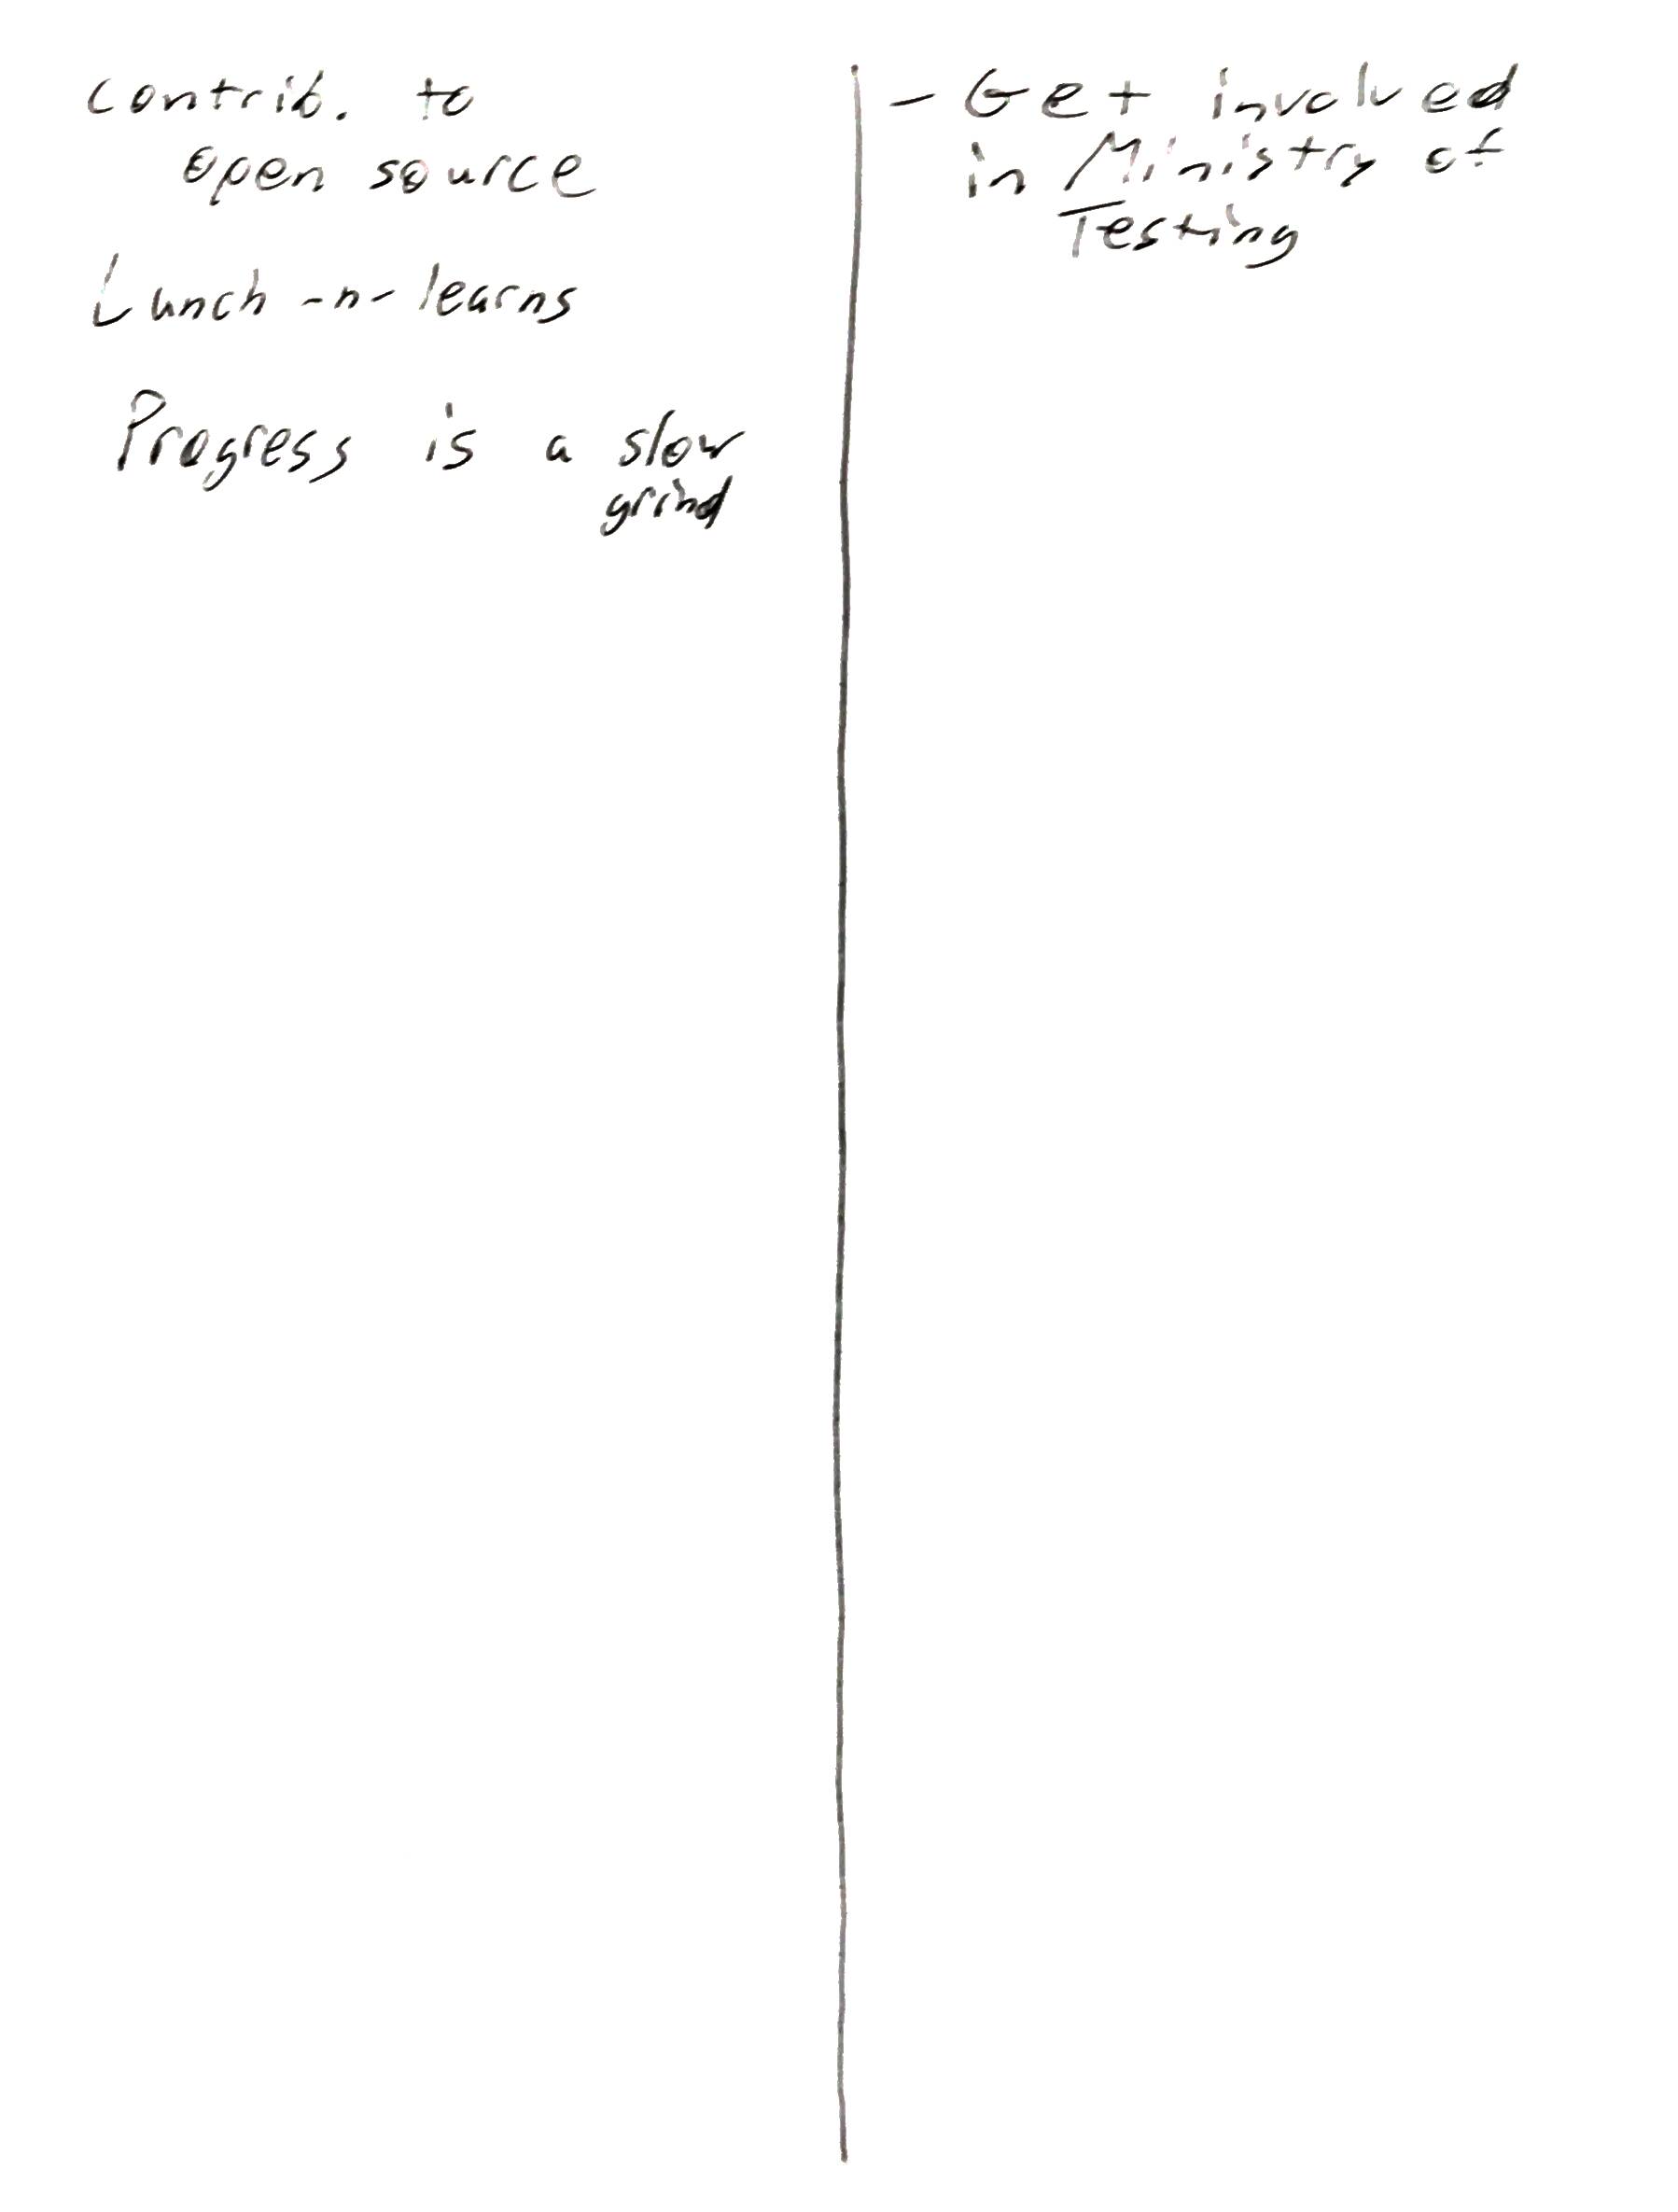 contrib. to
open source
Lunch-n-learns
Progress is a slow
grind
- Get involved
in Ministry of
Testing